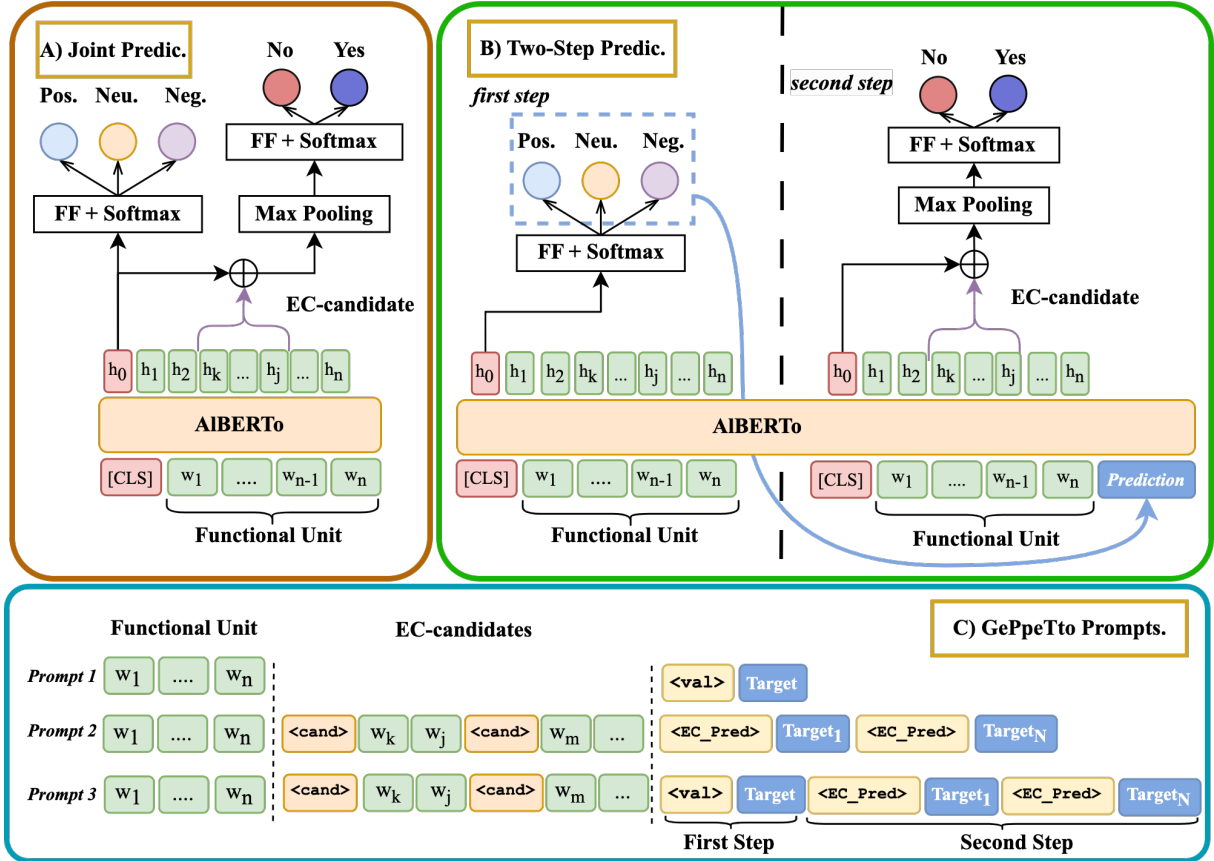 A) Joint Predic.
No Yes
Pos. Neu. Neg.
FF + Softmax
FF + Softmax
Max Pooling
EC-candidate
h0 h1 h2 hk ... hj ... hn
AlBERTo
[CLS] w1 .... wn-1 wn
Functional Unit
B) Two-Step Predic.
first step
Pos. Neu. Neg.
FF + Softmax
h0 h1 h2 hk ... hj ... hn
second step
No Yes
FF + Softmax
Max Pooling
EC-candidate
h0 h1 h2 hk ... hj ... hn
AlBERTo
[CLS] w1 .... wn-1 wn
Functional Unit
[CLS] w1 .... wn-1 wn Prediction
Functional Unit
C) GePpeTto Prompts.
Functional Unit EC-candidates
Prompt 1 w1 .... wn <val> Target
Prompt 2 w1 .... wn <cand> wk wj <cand> wm ... <EC_Pred> Target1 <EC_Pred> TargetN
Prompt 3 w1 .... wn <cand> wk wj <cand> wm ... <val> Target <EC_Pred> Target1 <EC_Pred> TargetN
First Step Second Step